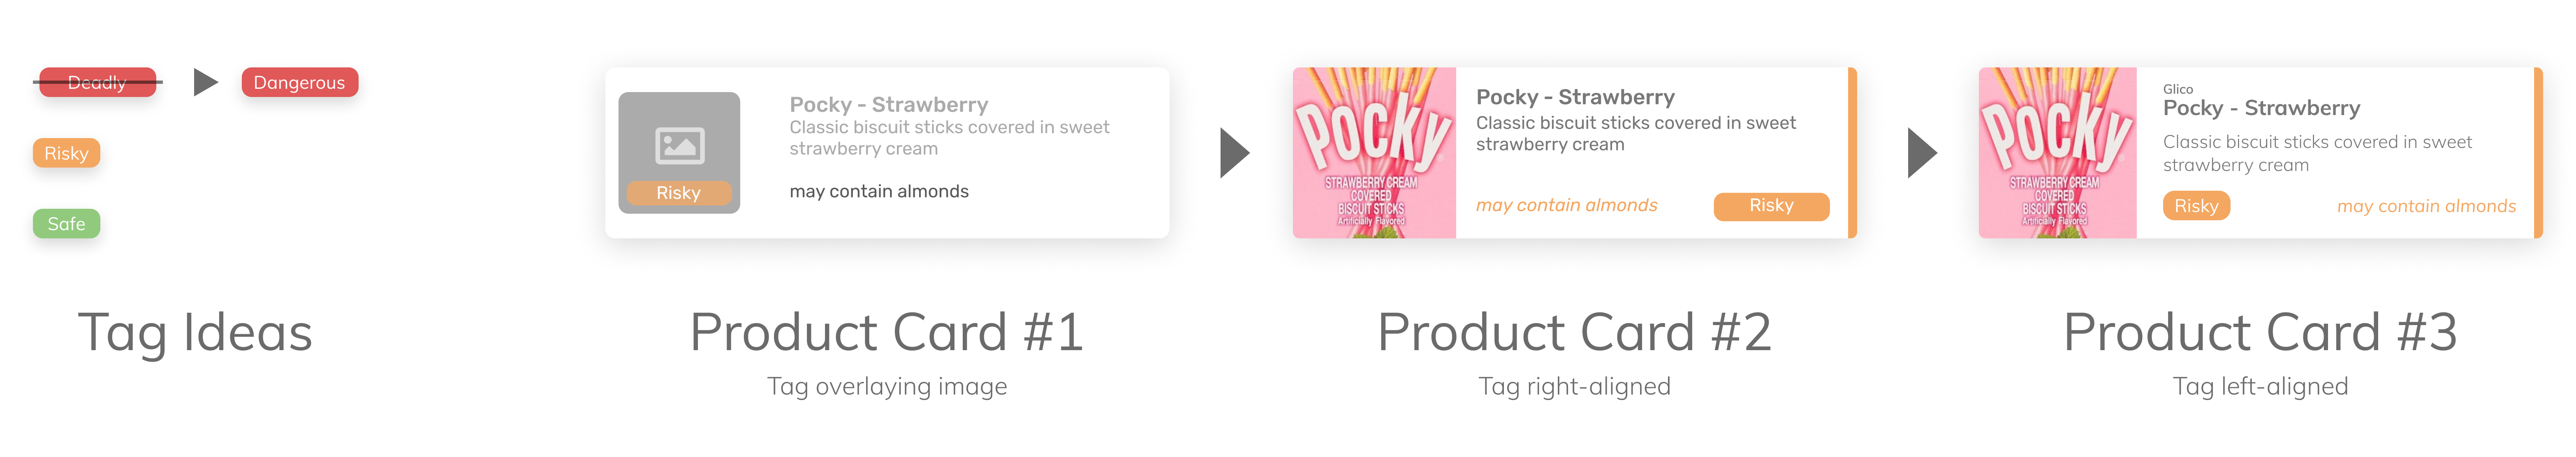 Deadly
Dangerous
Risky
Safe
Tag Ideas
Pocky - Strawberry
Classic biscuit sticks covered in sweet
strawberry cream
Risky
may contain almonds
Product Card #1
Tag overlaying image
POCKY
STRAWBERRY CREAM
COVERED
BISCUIT STICKS
Artificially Flavored
Pocky - Strawberry
Classic biscuit sticks covered in sweet
strawberry cream
may contain almonds
Risky
Product Card #2
Tag right-aligned
POCKY
STRAWBERRY CREAM
COVERED
BISCUIT STICKS
Artificially Flavored
Glico
Pocky - Strawberry
Classic biscuit sticks covered in sweet
strawberry cream
Risky
may contain almonds
Product Card #3
Tag left-aligned